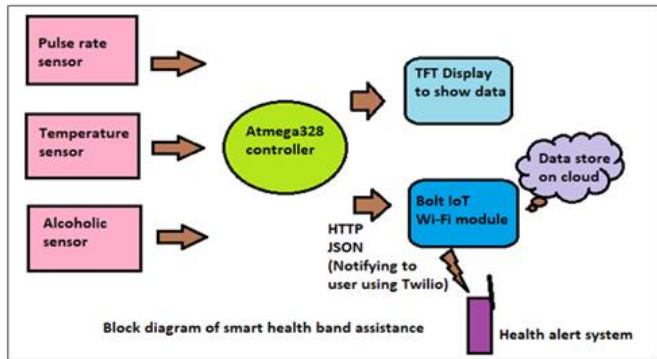 Pulse rate
sensor
Temperature
sensor
Alcoholic
sensor
Atmega328
controller
TFT Display
to show data
Data store
on cloud
Bolt IoT
Wi-Fi module
HTTP
JSON
(Notifying to
user using Twilio)
Block diagram of smart health band assistance
Health alert system